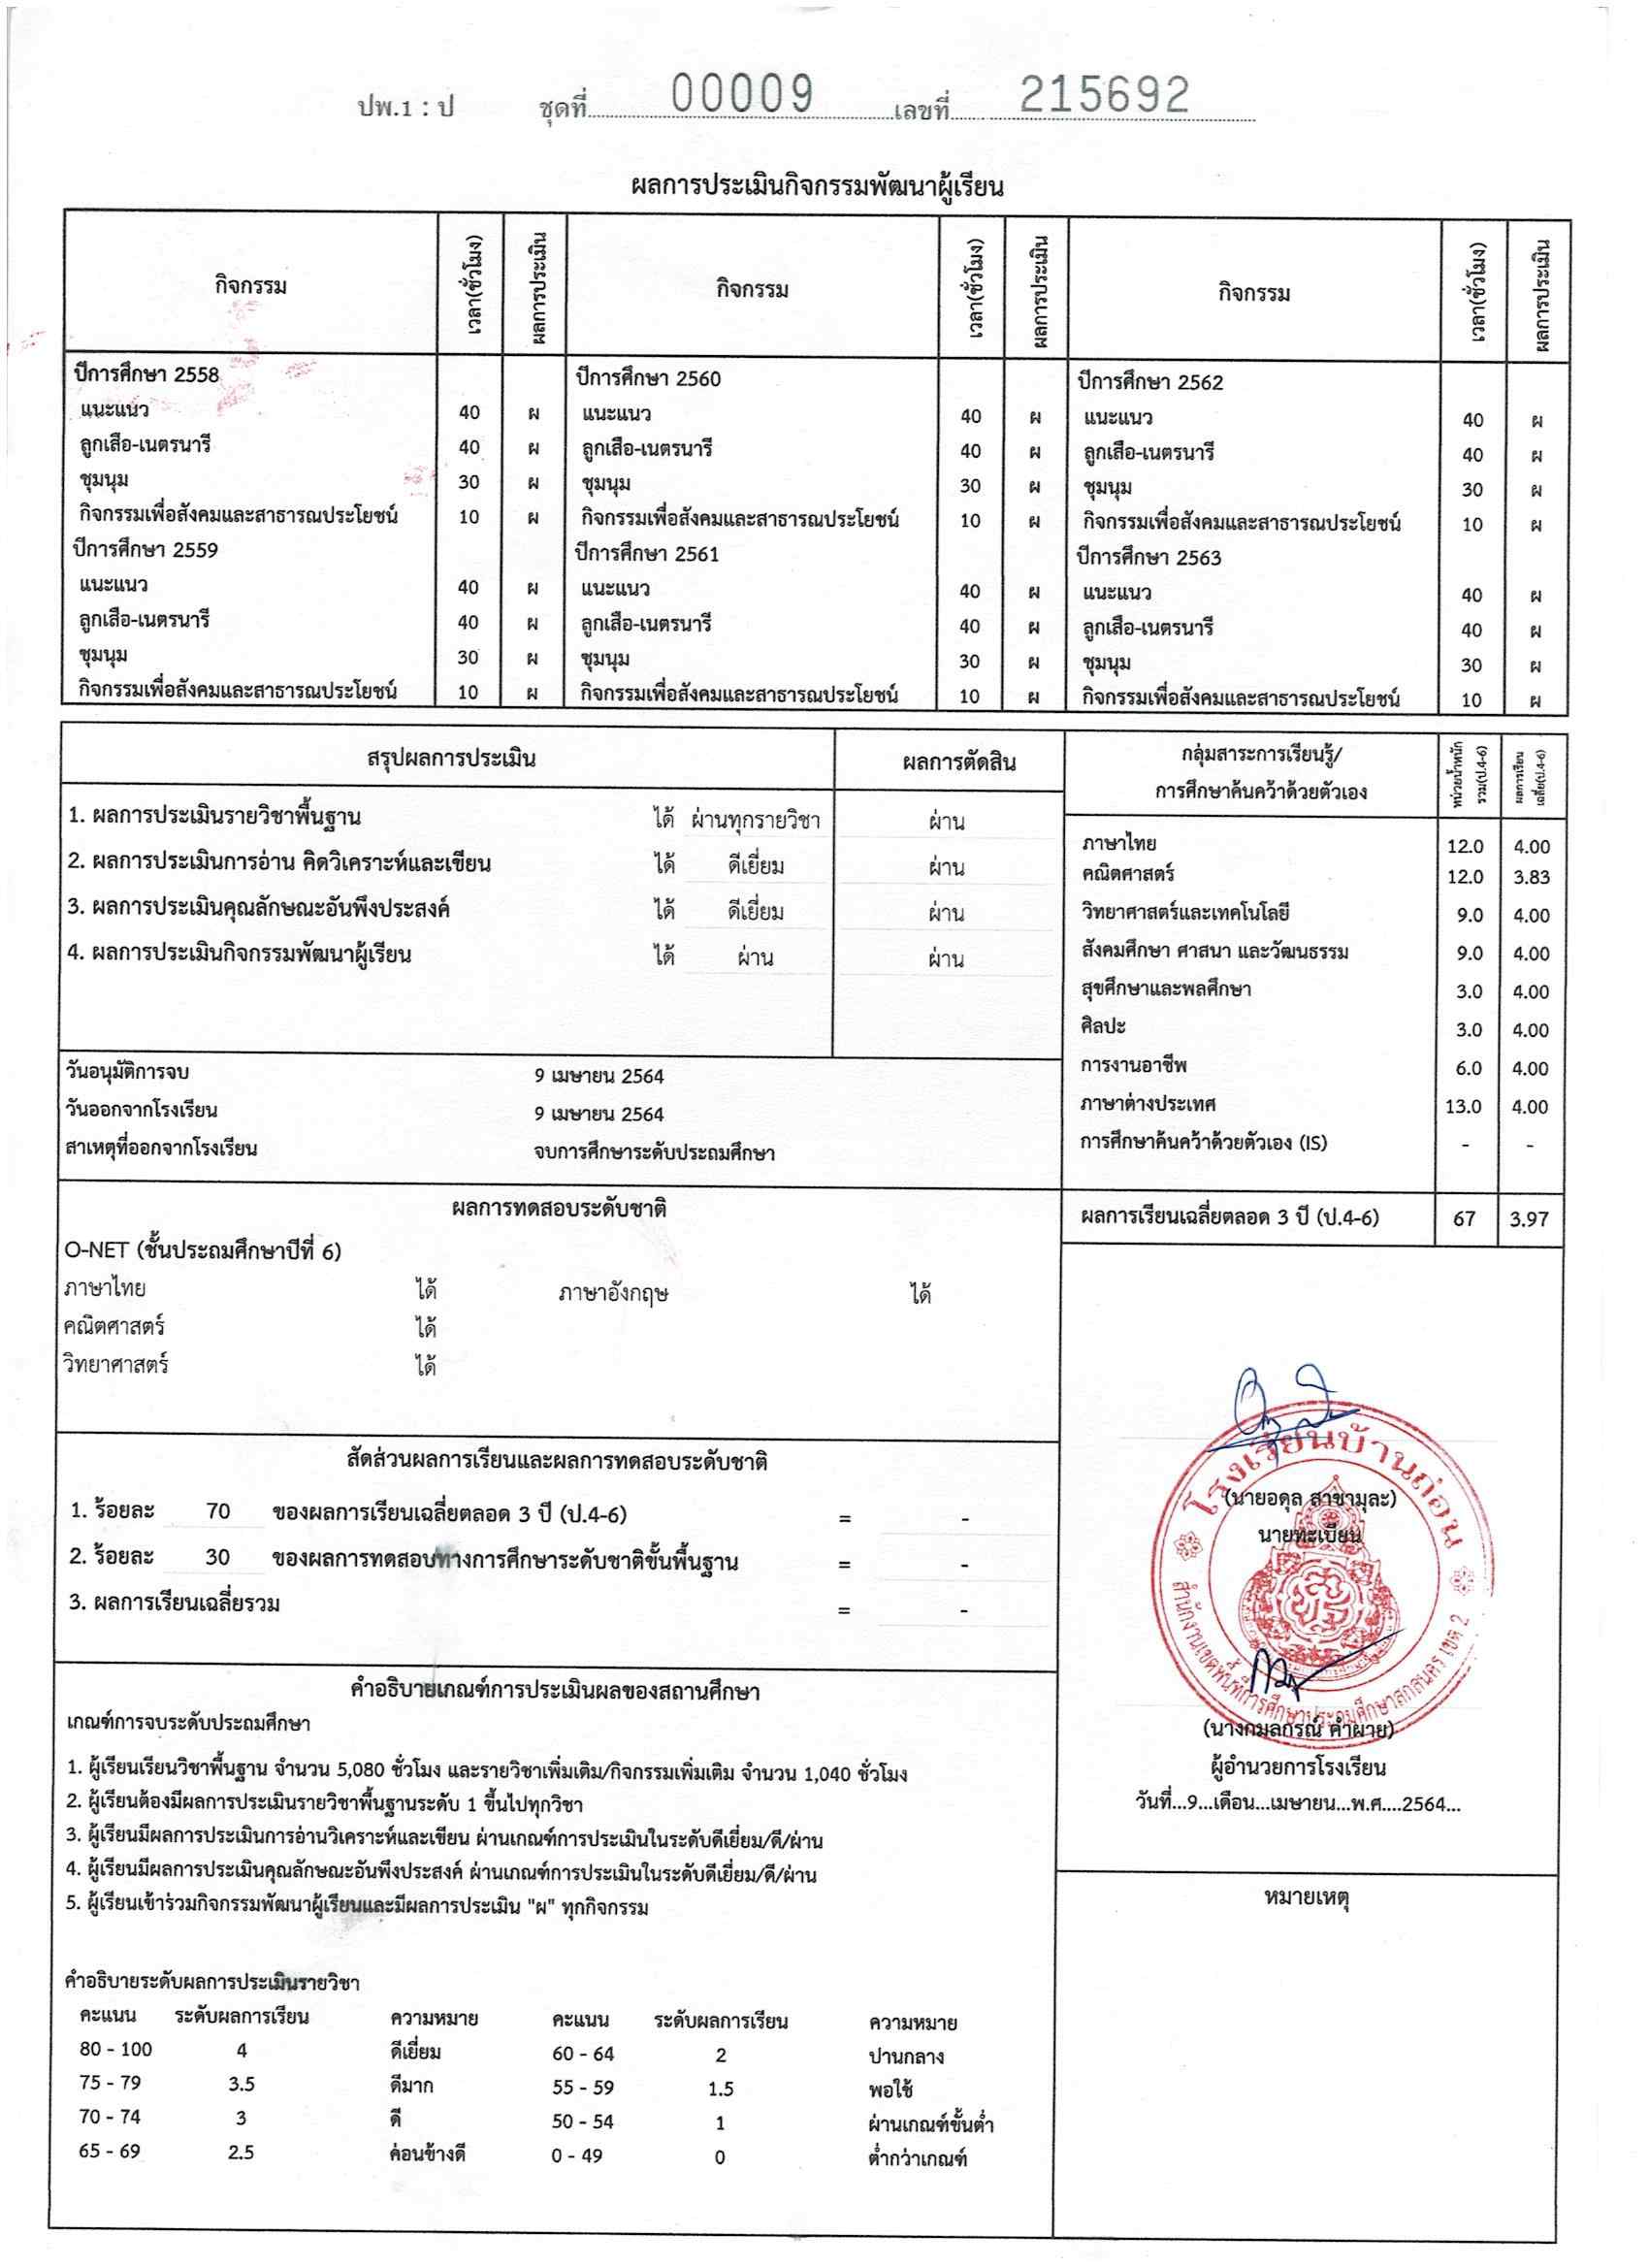 ปพ.1 : ป ชุดที่ 00009 เลขที่ 215692
ผลการประเมินกิจกรรมพัฒนาผู้เรียน
กิจกรรม เวลา(ชั่วโมง) ผลการประเมิน กิจกรรม เวลา(ชั่วโมง) ผลการประเมิน กิจกรรม เวลา(ชั่วโมง) ผลการประเมิน
ปีการศึกษา 2558 ปีการศึกษา 2560 ปีการศึกษา 2562
แนะแนว 40 ผ แนะแนว 40 ผ แนะแนว 40 ผ
ลูกเสือ-เนตรนารี 40 ผ ลูกเสือ-เนตรนารี 40 ผ ลูกเสือ-เนตรนารี 40 ผ
ชุมนุม 30 ผ ชุมนุม 30 ผ ชุมนุม 30 ผ
กิจกรรมเพื่อสังคมและสาธารณประโยชน์ 10 ผ กิจกรรมเพื่อสังคมและสาธารณประโยชน์ 10 ผ กิจกรรมเพื่อสังคมและสาธารณประโยชน์ 10 ผ
ปีการศึกษา 2559 ปีการศึกษา 2561 ปีการศึกษา 2563
แนะแนว 40 ผ แนะแนว 40 ผ แนะแนว 40 ผ
ลูกเสือ-เนตรนารี 40 ผ ลูกเสือ-เนตรนารี 40 ผ ลูกเสือ-เนตรนารี 40 ผ
ชุมนุม 30 ผ ชุมนุม 30 ผ ชุมนุม 30 ผ
กิจกรรมเพื่อสังคมและสาธารณประโยชน์ 10 ผ กิจกรรมเพื่อสังคมและสาธารณประโยชน์ 10 ผ กิจกรรมเพื่อสังคมและสาธารณประโยชน์ 10 ผ
สรุปผลการประเมิน ผลการตัดสิน
1. ผลการประเมินรายวิชาพื้นฐาน ได้ ผ่านทุกรายวิชา ผ่าน
2. ผลการประเมินการอ่าน คิดวิเคราะห์และเขียน ได้ ดีเยี่ยม ผ่าน
3. ผลการประเมินคุณลักษณะอันพึงประสงค์ ได้ ดีเยี่ยม ผ่าน
4. ผลการประเมินกิจกรรมพัฒนาผู้เรียน ได้ ผ่าน ผ่าน
วันอนุมัติการจบ 9 เมษายน 2564
วันออกจากโรงเรียน 9 เมษายน 2564
สาเหตุที่ออกจากโรงเรียน จบการศึกษาระดับประถมศึกษา
กลุ่มสาระการเรียนรู้/
การศึกษาค้นคว้าด้วยตัวเอง
หน่วยน้ำหนัก
รวม(ป.4-6)
ผลการเรียน
เฉลี่ย(ป.4-6)
ภาษาไทย 12.0 4.00
คณิตศาสตร์ 12.0 3.83
วิทยาศาสตร์และเทคโนโลยี 9.0 4.00
สังคมศึกษา ศาสนา และวัฒนธรรม 9.0 4.00
สุขศึกษาและพลศึกษา 3.0 4.00
ศิลปะ 3.0 4.00
การงานอาชีพ 6.0 4.00
ภาษาต่างประเทศ 13.0 4.00
การศึกษาค้นคว้าด้วยตัวเอง (IS) - -
ผลการเรียนเฉลี่ยตลอด 3 ปี (ป.4-6) 67 3.97
ผลการทดสอบระดับชาติ
O-NET (ชั้นประถมศึกษาปีที่ 6)
ภาษาไทย ได้ ภาษาอังกฤษ ได้
คณิตศาสตร์ ได้
วิทยาศาสตร์ ได้
สัดส่วนผลการเรียนและผลการทดสอบระดับชาติ
1. ร้อยละ 70 ของผลการเรียนเฉลี่ยตลอด 3 ปี (ป.4-6) = -
2. ร้อยละ 30 ของผลการทดสอบทางการศึกษาระดับชาติขั้นพื้นฐาน = -
3. ผลการเรียนเฉลี่ยรวม = -
โรงเรียนบ้านถ่อน
(นายอดุล สาขามุละ)
นายทะเบียน
สำนักงานเขตพื้นที่การศึกษาประถมศึกษาสกลนคร เขต 2
(นางกมลกรณ์ คำผาย)
ผู้อำนวยการโรงเรียน
วันที่...9...เดือน...เมษายน...พ.ศ....2564...
คำอธิบายเกณฑ์การประเมินผลของสถานศึกษา
เกณฑ์การจบระดับประถมศึกษา
1. ผู้เรียนเรียนวิชาพื้นฐาน จำนวน 5,080 ชั่วโมง และรายวิชาเพิ่มเติม/กิจกรรมเพิ่มเติม จำนวน 1,040 ชั่วโมง
2. ผู้เรียนต้องมีผลการประเมินรายวิชาพื้นฐานระดับ 1 ขึ้นไปทุกวิชา
3. ผู้เรียนมีผลการประเมินการอ่านวิเคราะห์และเขียน ผ่านเกณฑ์การประเมินในระดับดีเยี่ยม/ดี/ผ่าน
4. ผู้เรียนมีผลการประเมินคุณลักษณะอันพึงประสงค์ ผ่านเกณฑ์การประเมินในระดับดีเยี่ยม/ดี/ผ่าน
5. ผู้เรียนเข้าร่วมกิจกรรมพัฒนาผู้เรียนและมีผลการประเมิน "ผ" ทุกกิจกรรม
หมายเหตุ
คำอธิบายระดับผลการประเมินรายวิชา
คะแนน ระดับผลการเรียน ความหมาย คะแนน ระดับผลการเรียน ความหมาย
80 - 100 4 ดีเยี่ยม 60 - 64 2 ปานกลาง
75 - 79 3.5 ดีมาก 55 - 59 1.5 พอใช้
70 - 74 3 ดี 50 - 54 1 ผ่านเกณฑ์ขั้นต่ำ
65 - 69 2.5 ค่อนข้างดี 0 - 49 0 ต่ำกว่าเกณฑ์